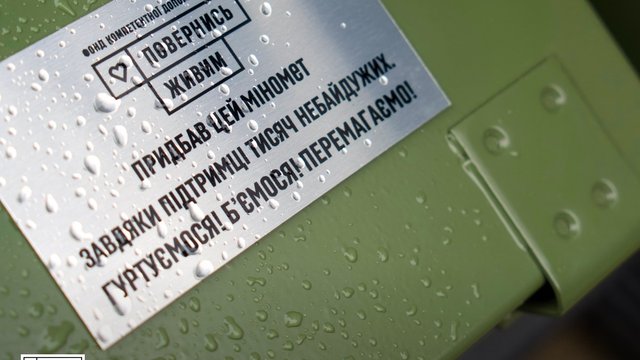 ФОНД КОМПЕТЕНТНОЇ ДОПО
ПОВЕРНИСЬ
ЖИВИМ
ПРИДБАВ ЦЕЙ МІНОМЕТ
ЗАВДЯКИ ПІДТРИМЦІ ТИСЯЧ НЕБАЙДУЖИХ.
ГУРТУЄМОСЯ! Б'ЄМОСЯ! ПЕРЕМАГАЄМО!